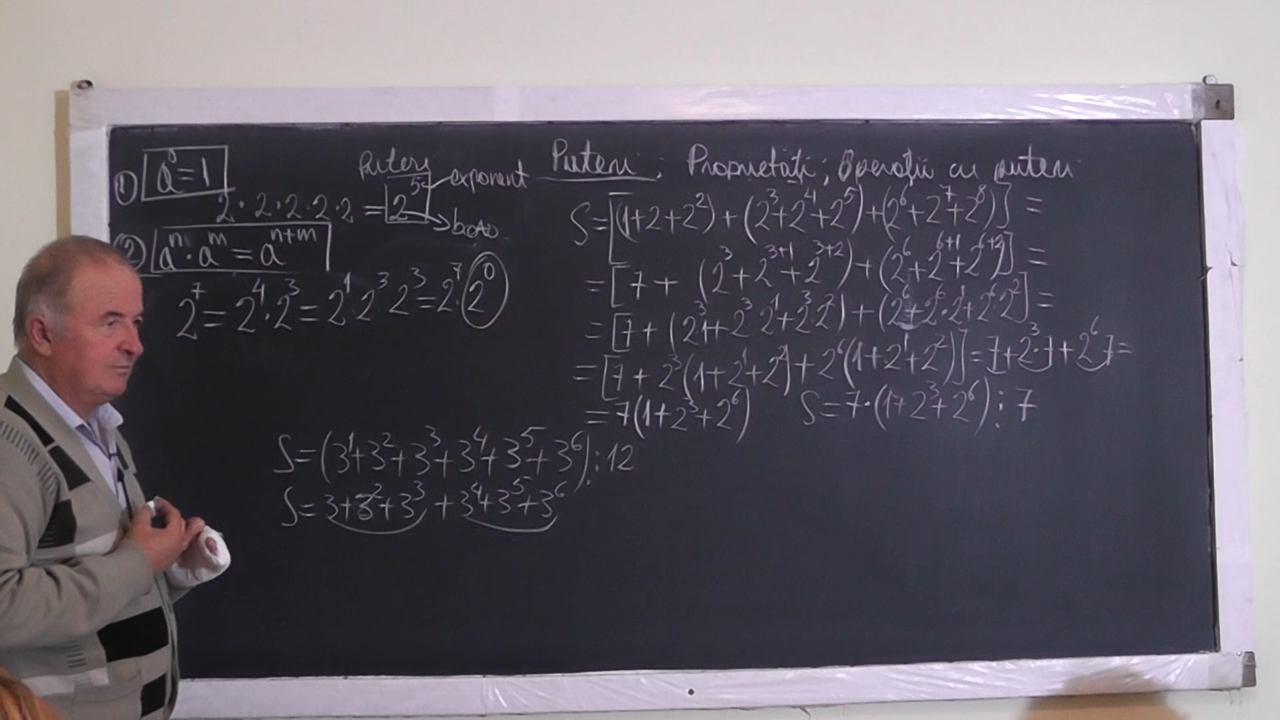 1) a⁰=1
2·2·2·2·2=2⁵
Puteri
exponent
2) aⁿ·aᵐ=aⁿ⁺ᵐ
2⁷=2⁴·2³=2¹·2³·2³=2⁷·2⁰
Puteri; Proprietăţi; Operaţii cu puteri
S=[(1+2+2²)+(2³+2⁴+2⁵)+(2⁶+2⁷+2⁸)]=
=[7+(2³+2³⁺¹+2³⁺²)+(2⁶+2⁶⁺¹+2⁶⁺²)]=
=[7+(2³·1+2³·2¹+2³·2²)+(2⁶+2⁶·2¹+2⁶·2²)]=
=[7+2³(1+2¹+2²)+2⁶(1+2¹+2²)]=7+2³·7+2⁶·7=
=7(1+2³+2⁶) S=7·(1+2³+2⁶)⋮7
S=(3¹+3²+3³+3⁴+3⁵+3⁶)⋮12
S=3+3²+3³+3⁴+3⁵+3⁶